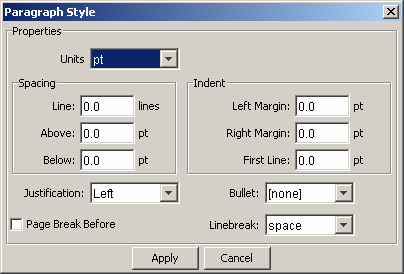 Paragraph Style
Properties
Units pt
Spacing Indent
Line: 0.0 lines Left Margin: 0.0 pt
Above: 0.0 pt Right Margin: 0.0 pt
Below: 0.0 pt First Line: 0.0 pt
Justification: Left Bullet: [none]
Page Break Before Linebreak: space
Apply Cancel